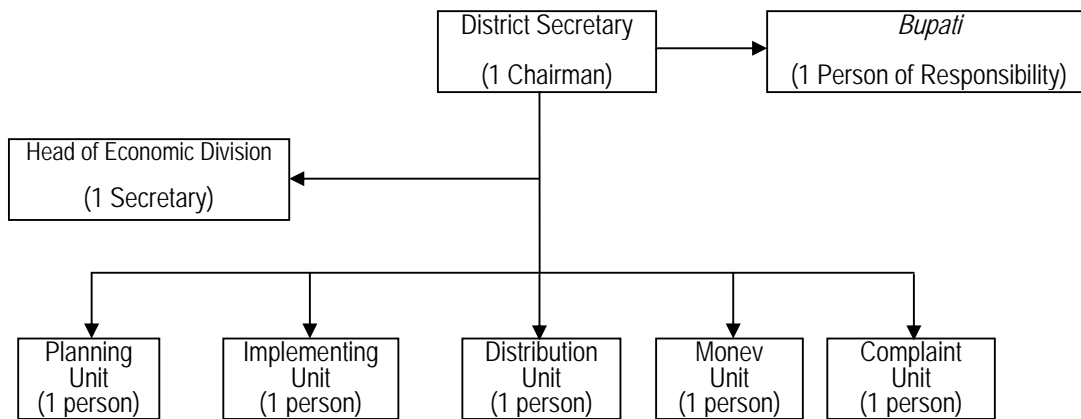 District Secretary
(1 Chairman)
Bupati
(1 Person of Responsibility)
Head of Economic Division
(1 Secretary)
Planning
Unit
(1 person)
Implementing
Unit
(1 person)
Distribution
Unit
(1 person)
Monev
Unit
(1 person)
Complaint
Unit
(1 person)